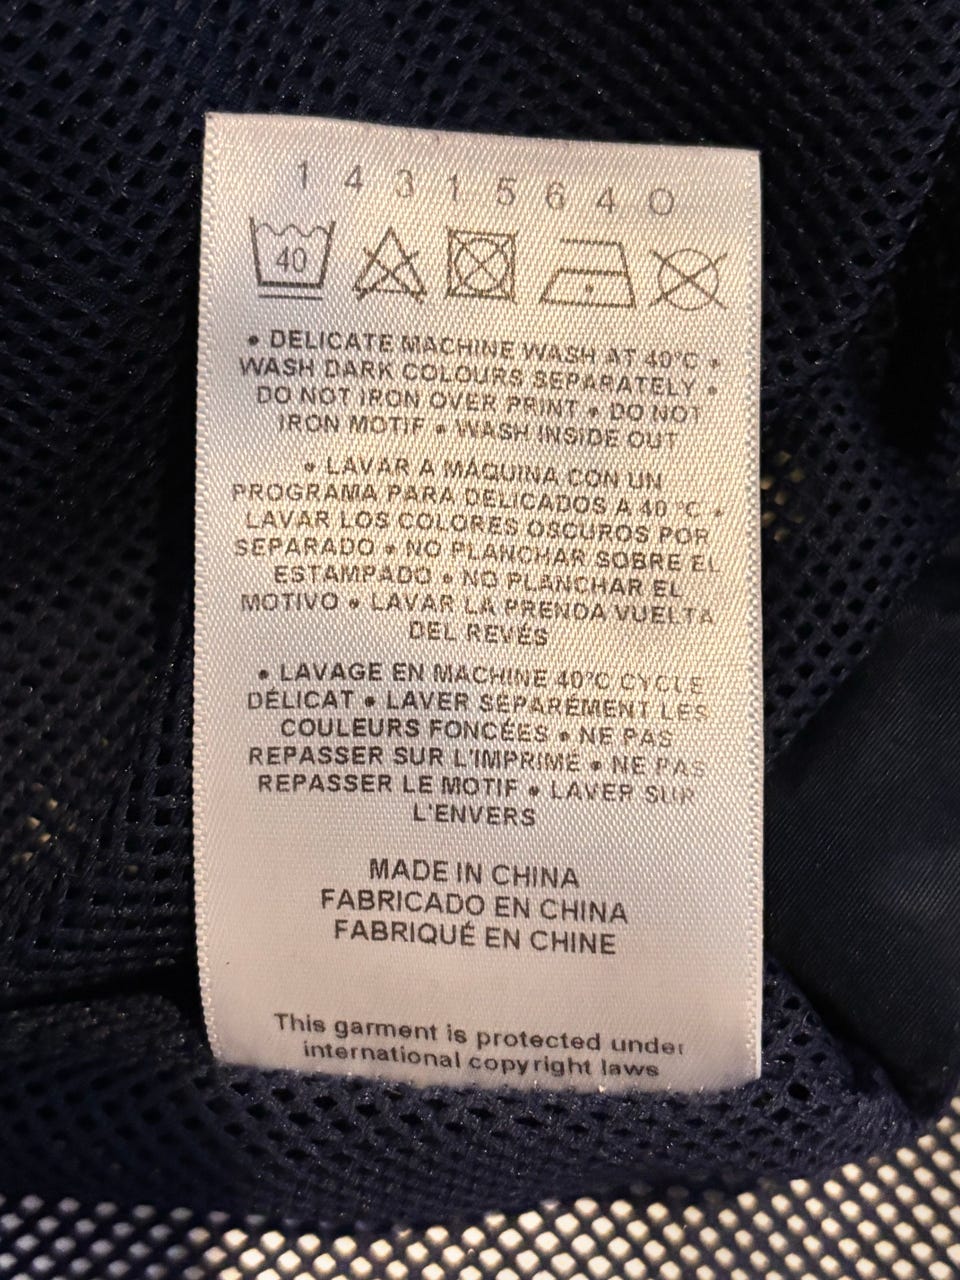 1 4 3 1 5 6 4 0
40
• DELICATE MACHINE WASH AT 40°C •
WASH DARK COLOURS SEPARATELY •
DO NOT IRON OVER PRINT • DO NOT
IRON MOTIF • WASH INSIDE OUT
• LAVAR A MÁQUINA CON UN
PROGRAMA PARA DELICADOS A 40 °C •
LAVAR LOS COLORES OSCUROS POR
SEPARADO • NO PLANCHAR SOBRE EL
ESTAMPADO • NO PLANCHAR EL
MOTIVO • LAVAR LA PRENDA VUELTA
DEL REVÉS
• LAVAGE EN MACHINE 40°C CYCLE
DÉLICAT • LAVER SÉPARÉMENT LES
COULEURS FONCÉES • NE PAS
REPASSER SUR L'IMPRIMÉ • NE PAS
REPASSER LE MOTIF • LAVER SUR
L'ENVERS
MADE IN CHINA
FABRICADO EN CHINA
FABRIQUÉ EN CHINE
This garment is protected under
international copyright laws